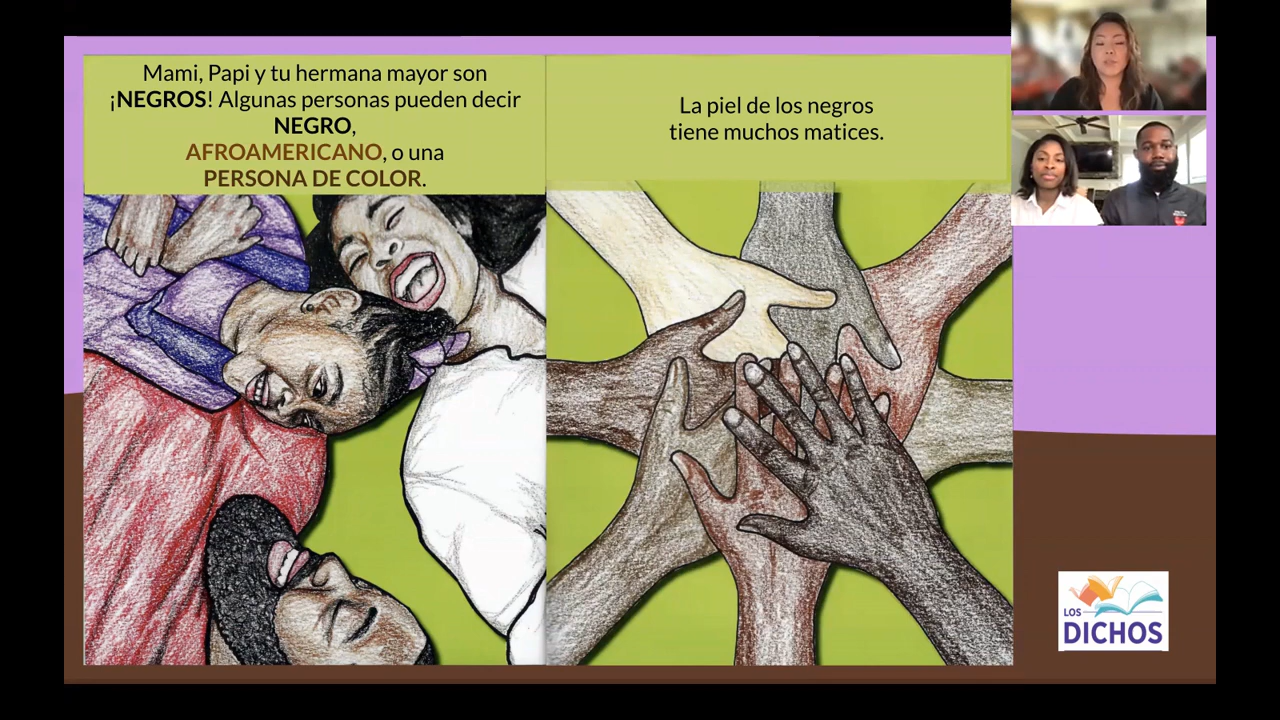 Mami, Papi y tu hermana mayor son
¡NEGROS! Algunas personas pueden decir
NEGRO,
AFROAMERICANO, o una
PERSONA DE COLOR.
La piel de los negros
tiene muchos matices.
LOS
DICHOS